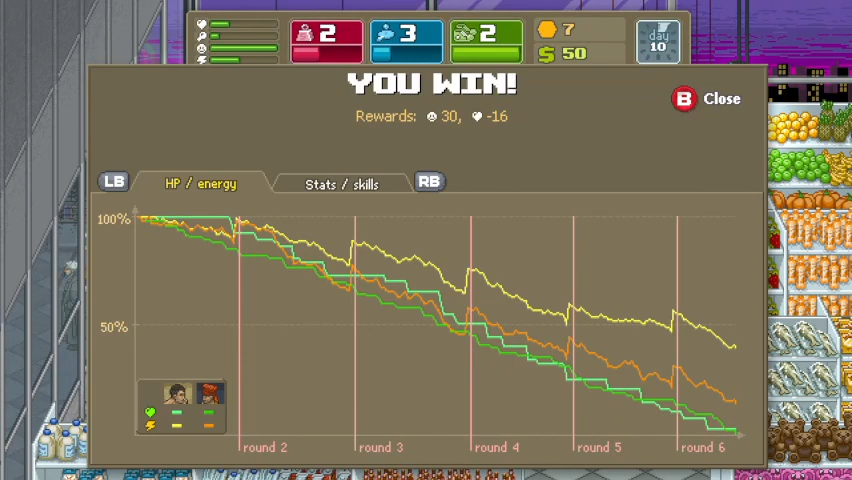 2 3 2 7
$ 50
day
10
YOU WIN!
B Close
Rewards: 30, -16
LB HP / energy Stats / skills RB
100%
50%
round 2 round 3 round 4 round 5 round 6